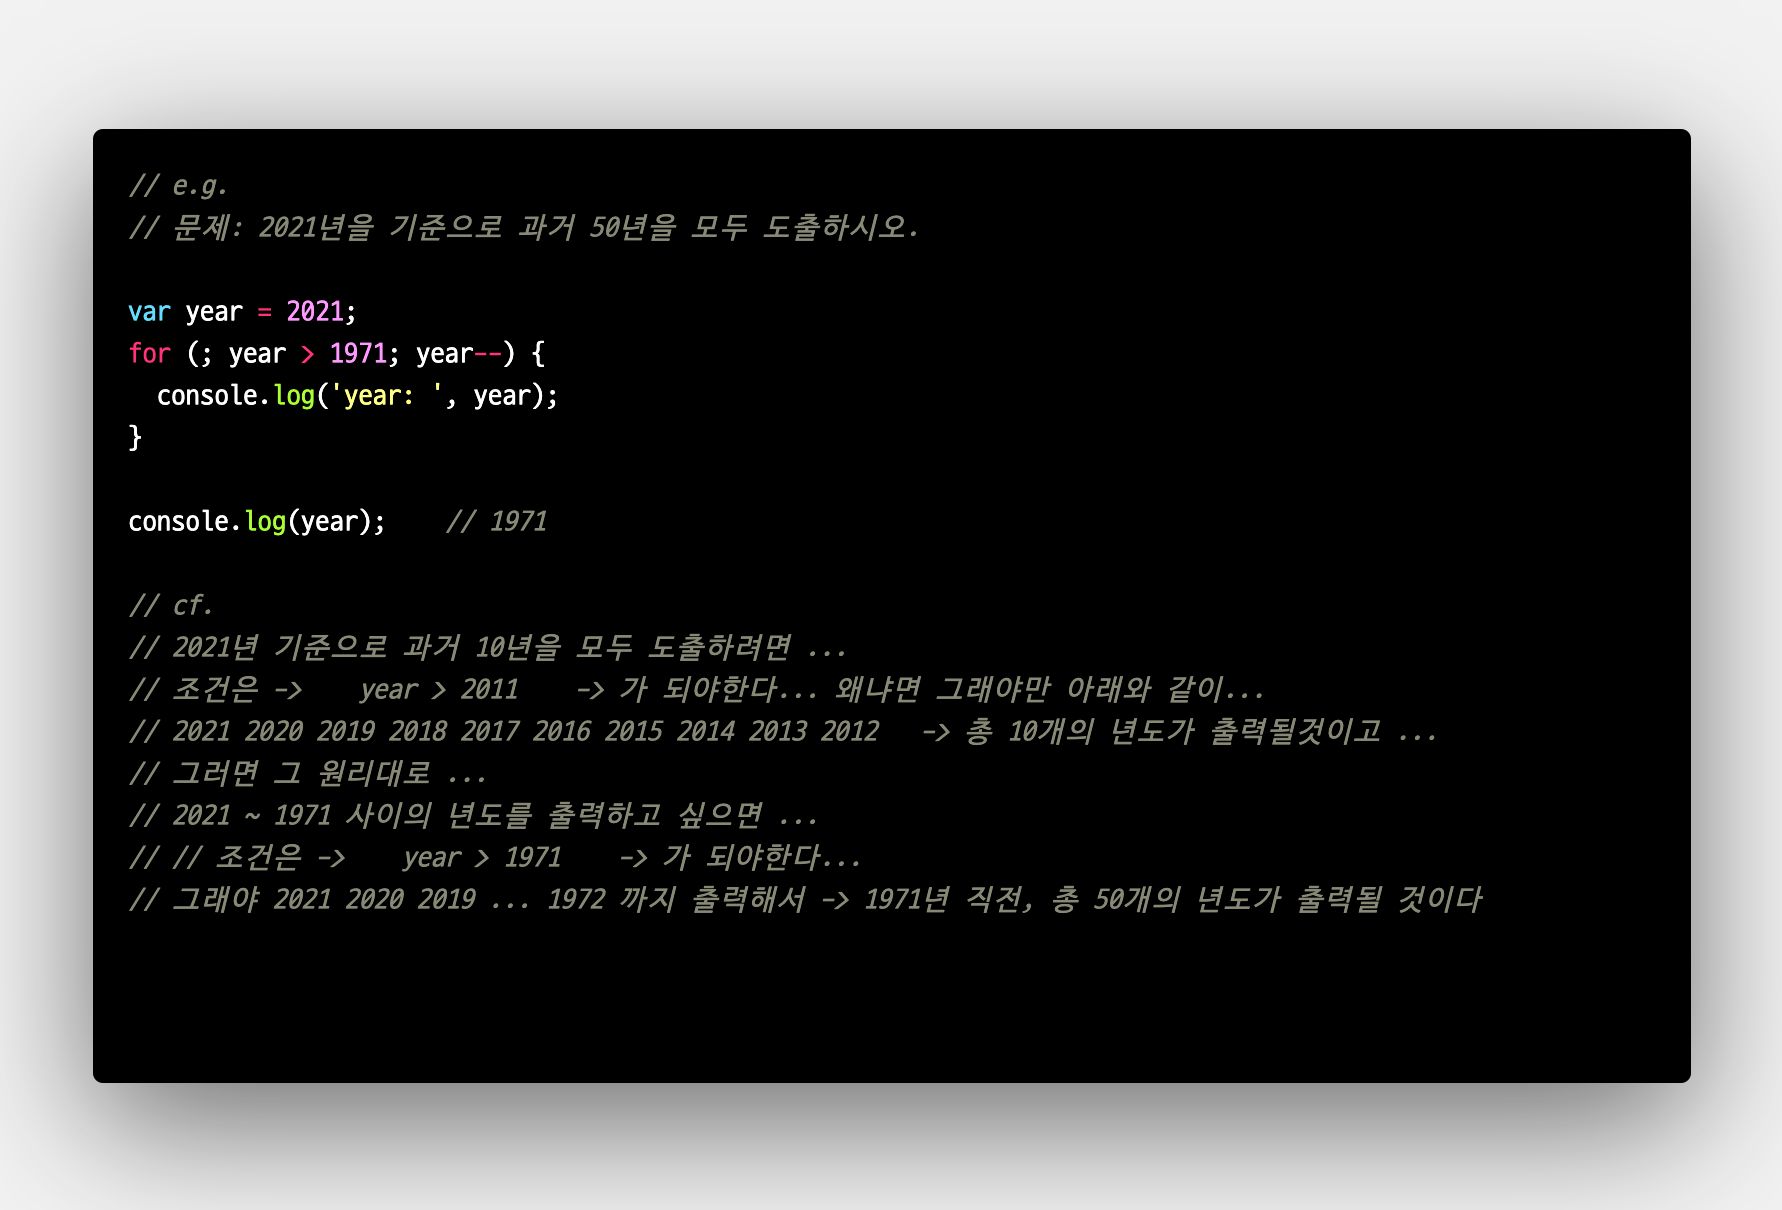 // e.g.
// 문제: 2021년을 기준으로 과거 50년을 모두 도출하시오.
var year = 2021;
for (; year > 1971; year--) {
  console.log('year: ', year);
}
console.log(year);    // 1971
// cf.
// 2021년 기준으로 과거 10년을 모두 도출하려면 ...
// 조건은 ->    year > 2011    -> 가 되야한다... 왜냐면 그래야만 아래와 같이...
// 2021 2020 2019 2018 2017 2016 2015 2014 2013 2012   -> 총 10개의 년도가 출력될것이고 ...
// 그러면 그 원리대로 ...
// 2021 ~ 1971 사이의 년도를 출력하고 싶으면 ...
// // 조건은 ->    year > 1971    -> 가 되야한다...
// 그래야 2021 2020 2019 ... 1972 까지 출력해서 -> 1971년 직전, 총 50개의 년도가 출력될 것이다